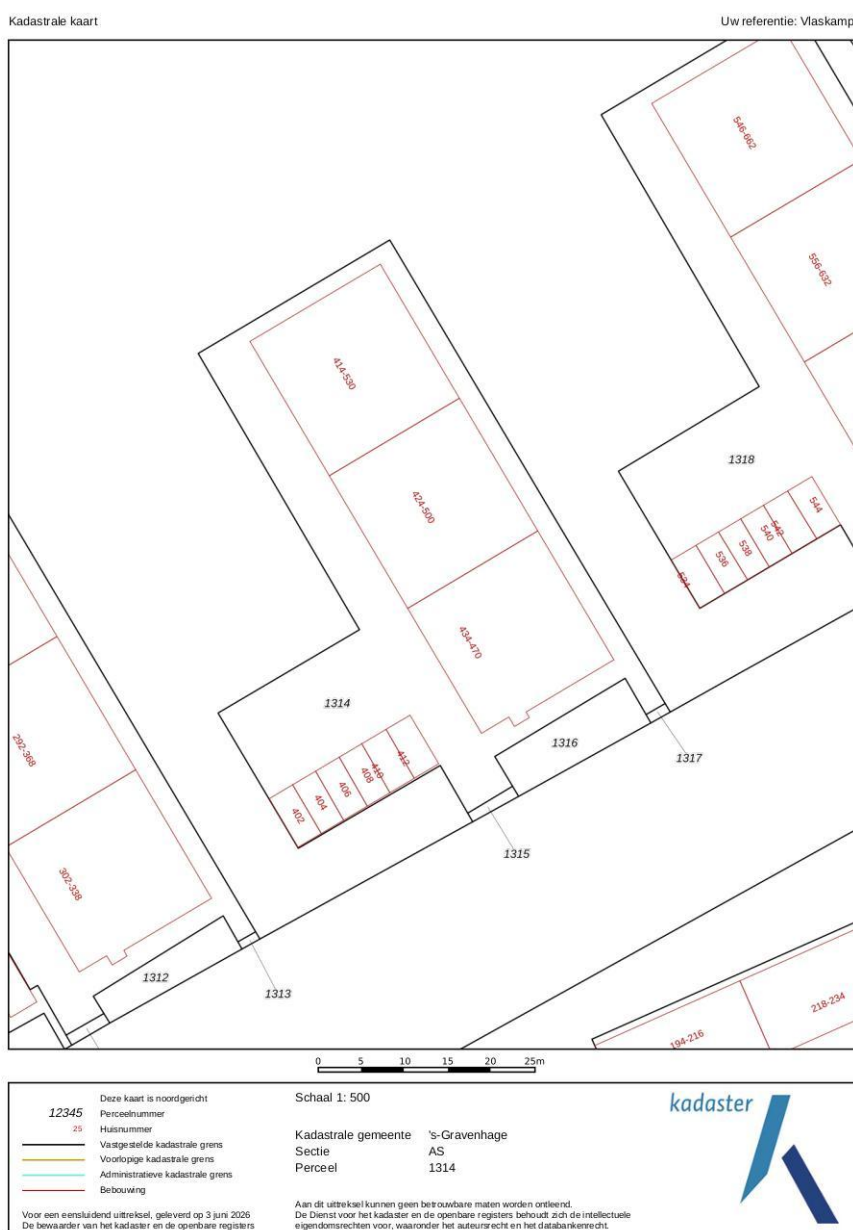 Kadastrale kaart
Uw referentie: Vlaskamp
546-662
556-632
414-530
424-500
434-470
1318
544
542
540
538
536
534
1314
412
410
408
406
404
402
1316
1317
1315
292-368
302-338
1312
1313
218-234
194-216
0 5 10 15 20 25m
Deze kaart is noordgericht
12345 Perceelnummer
25 Huisnummer
Vastgestelde kadastrale grens
Voorlopige kadastrale grens
Administratieve kadastrale grens
Bebouwing
Voor een eensluidend uittreksel, geleverd op 3 juni 2026
De bewaarder van het kadaster en de openbare registers
Schaal 1: 500
Kadastrale gemeente 's-Gravenhage
Sectie AS
Perceel 1314
Aan dit uittreksel kunnen geen betrouwbare maten worden ontleend.
De Dienst voor het kadaster en de openbare registers behoudt zich de intellectuele
eigendomsrechten voor, waaronder het auteursrecht en het databankenrecht.
kadaster